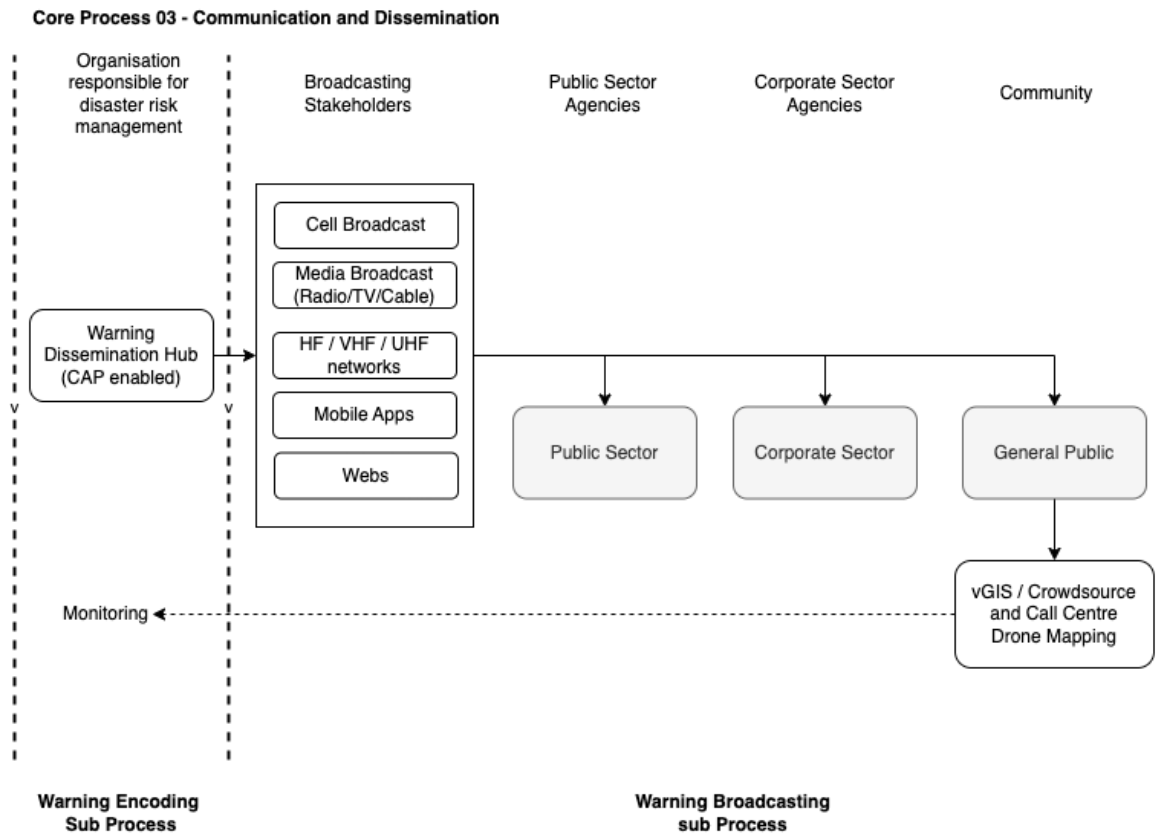 Core Process 03 - Communication and Dissemination
Organisation
responsible for
disaster risk
management
Broadcasting
Stakeholders
Public Sector
Agencies
Corporate Sector
Agencies
Community
Cell Broadcast
Media Broadcast
(Radio/TV/Cable)
HF / VHF / UHF
networks
Mobile Apps
Webs
Warning
Dissemination Hub
(CAP enabled)
v
v
Public Sector
Corporate Sector
General Public
vGIS / Crowdsource
and Call Centre
Drone Mapping
Monitoring
Warning Encoding
Sub Process
Warning Broadcasting
sub Process